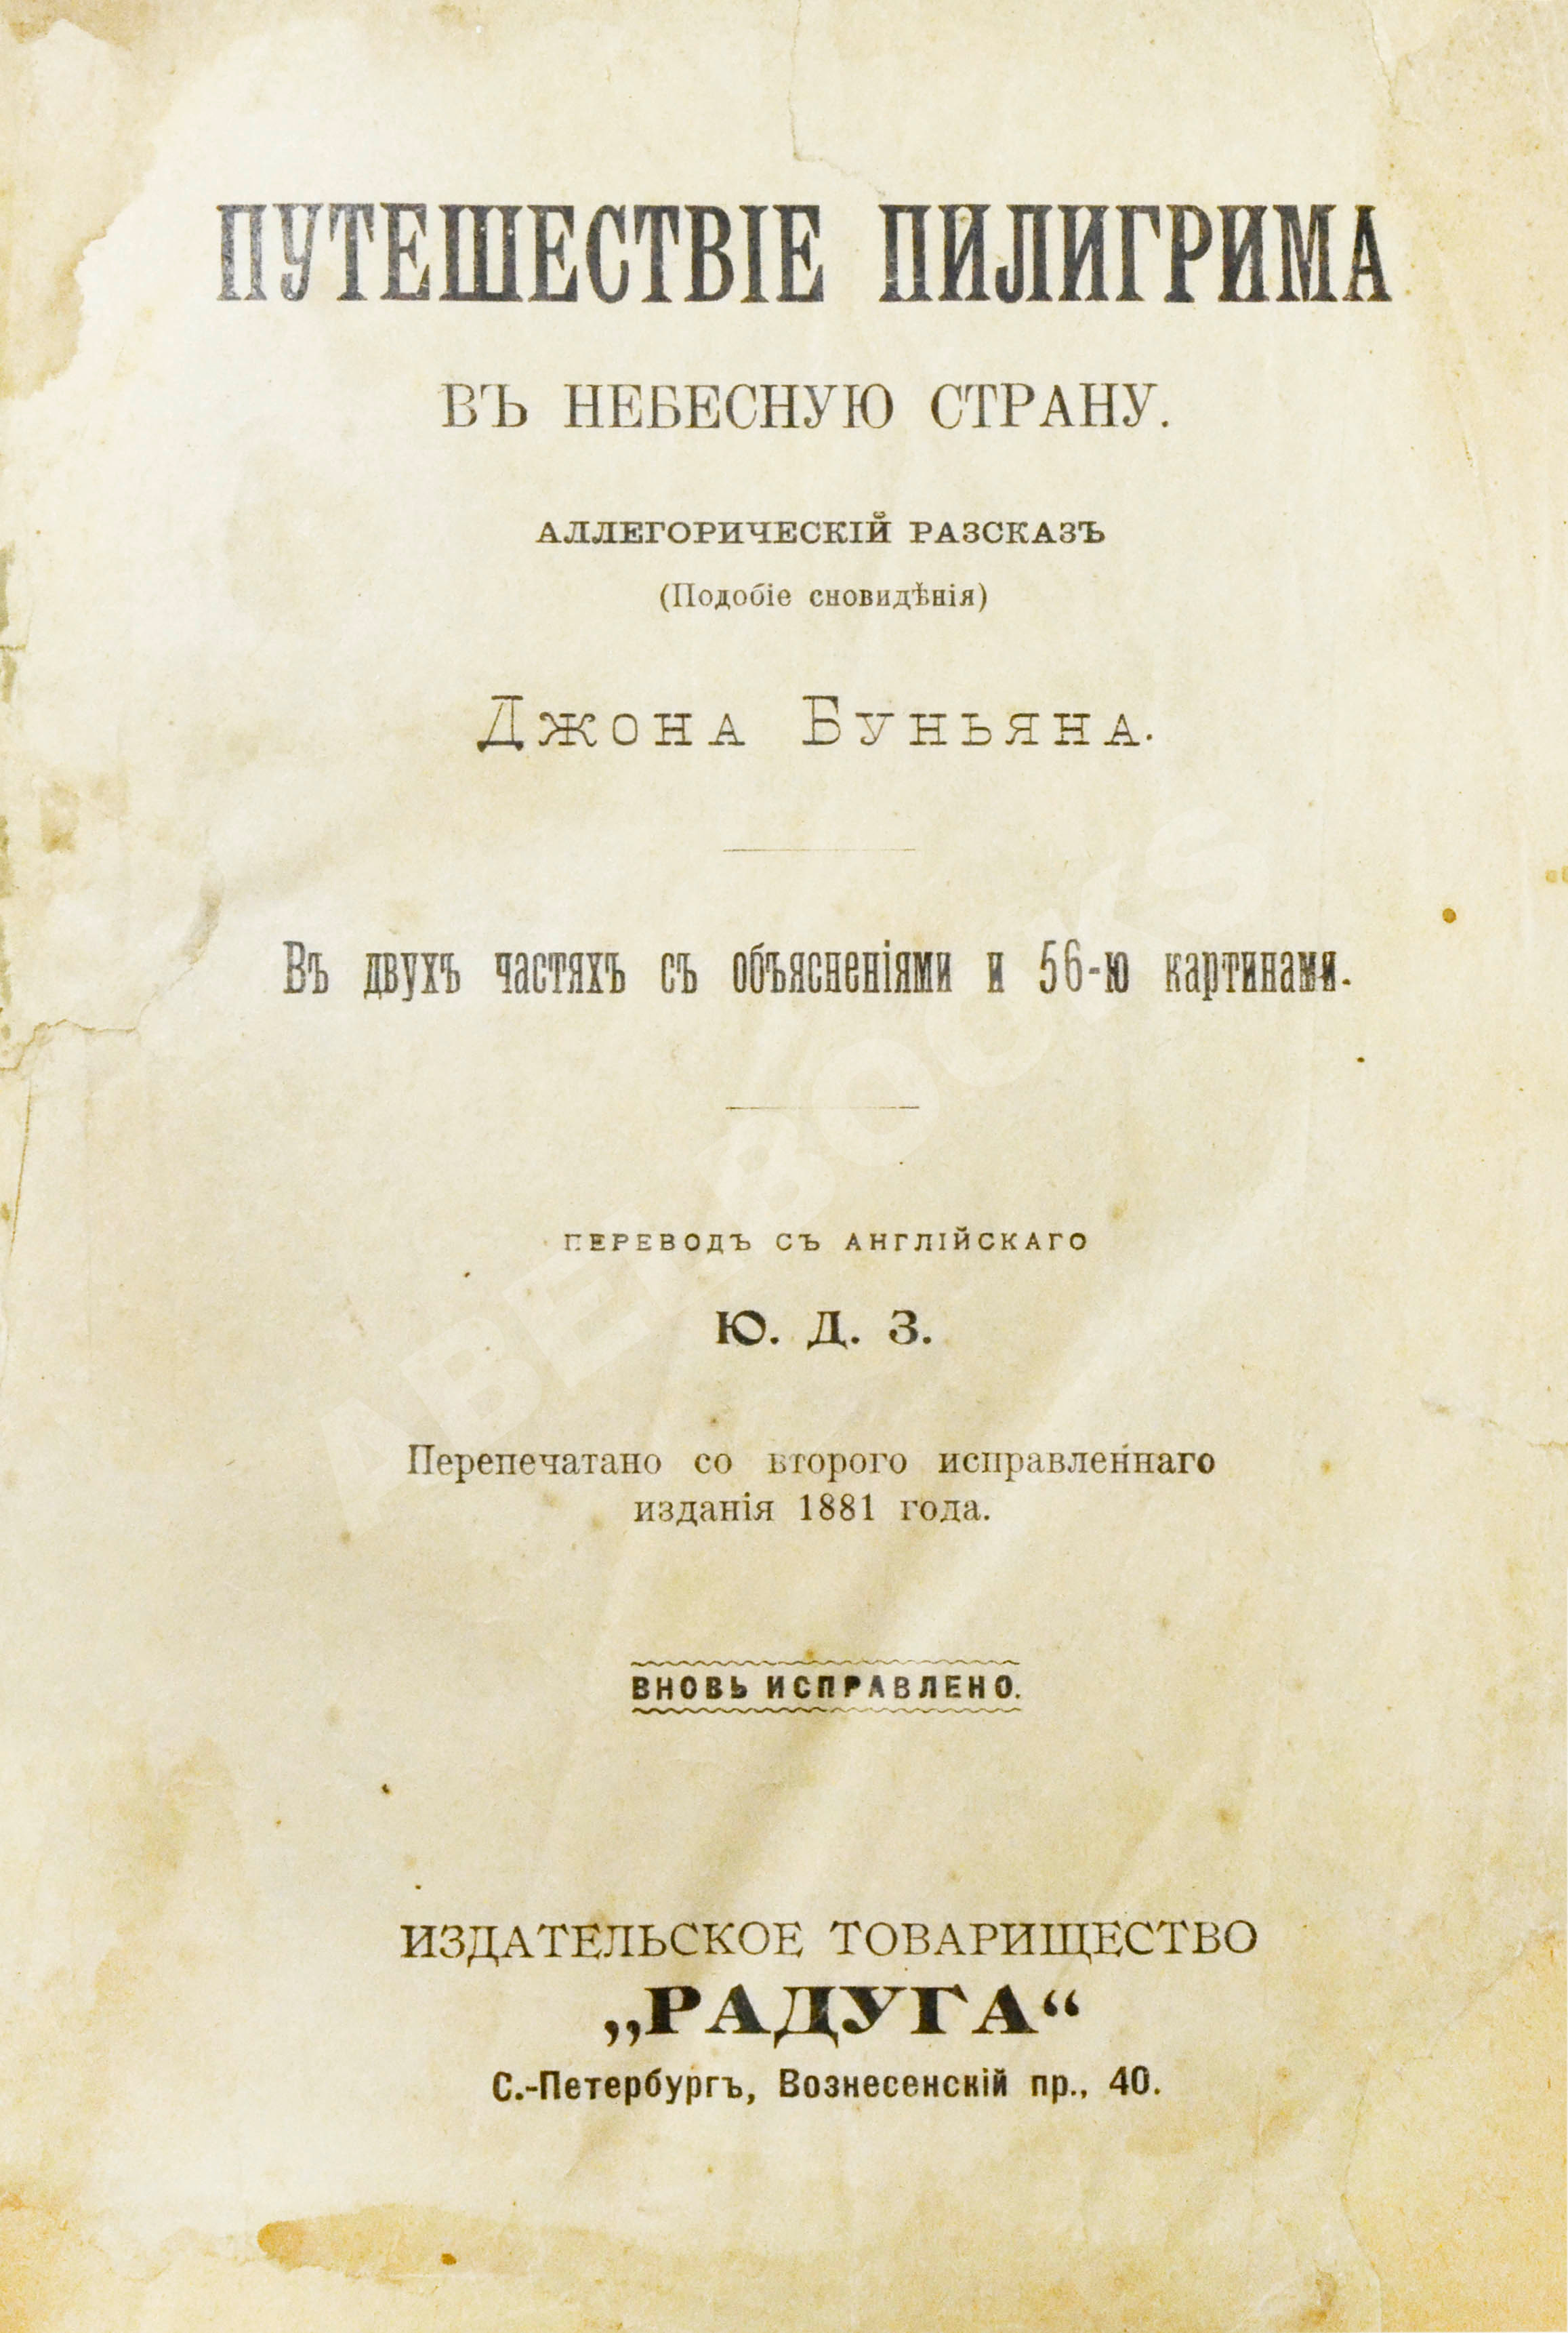 ПУТЕШЕСТВІЕ ПИЛИГРИМА
ВЪ НЕБЕСНУЮ СТРАНУ.
АЛЛЕГОРИЧЕСКІЙ РАЗСКАЗЪ
(Подобіе сновидѣнія)
Джона Буньяна.
Въ двухъ частяхъ съ объясненіями и 56-ю картинами.
ПЕРЕВОДЪ СЪ АНГЛІЙСКАГО
Ю. Д. З.
Перепечатано со второго исправленнаго
изданія 1881 года.
ВНОВЬ ИСПРАВЛЕНО.
ИЗДАТЕЛЬСКОЕ ТОВАРИЩЕСТВО
„РАДУГА“
С.-Петербургъ, Вознесенскій пр., 40.